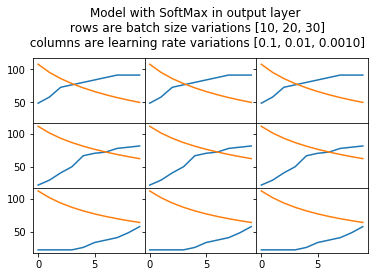 Model with SoftMax in output layer
rows are batch size variations [10, 20, 30]
columns are learning rate variations [0.1, 0.01, 0.0010]
100
50
100
50
100
50
0 5 0 5 0 5